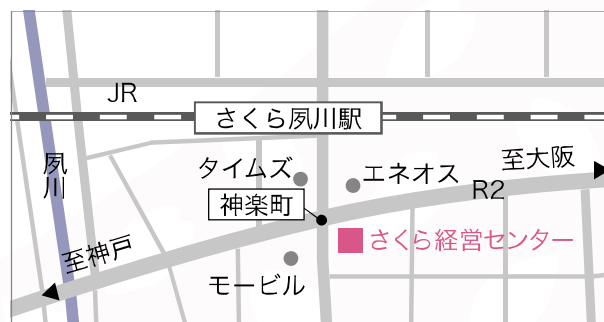 JR
さくら夙川駅
夙川
タイムズ
エネオス
至大阪
R2
神楽町
さくら経営センター
至神戸
モービル